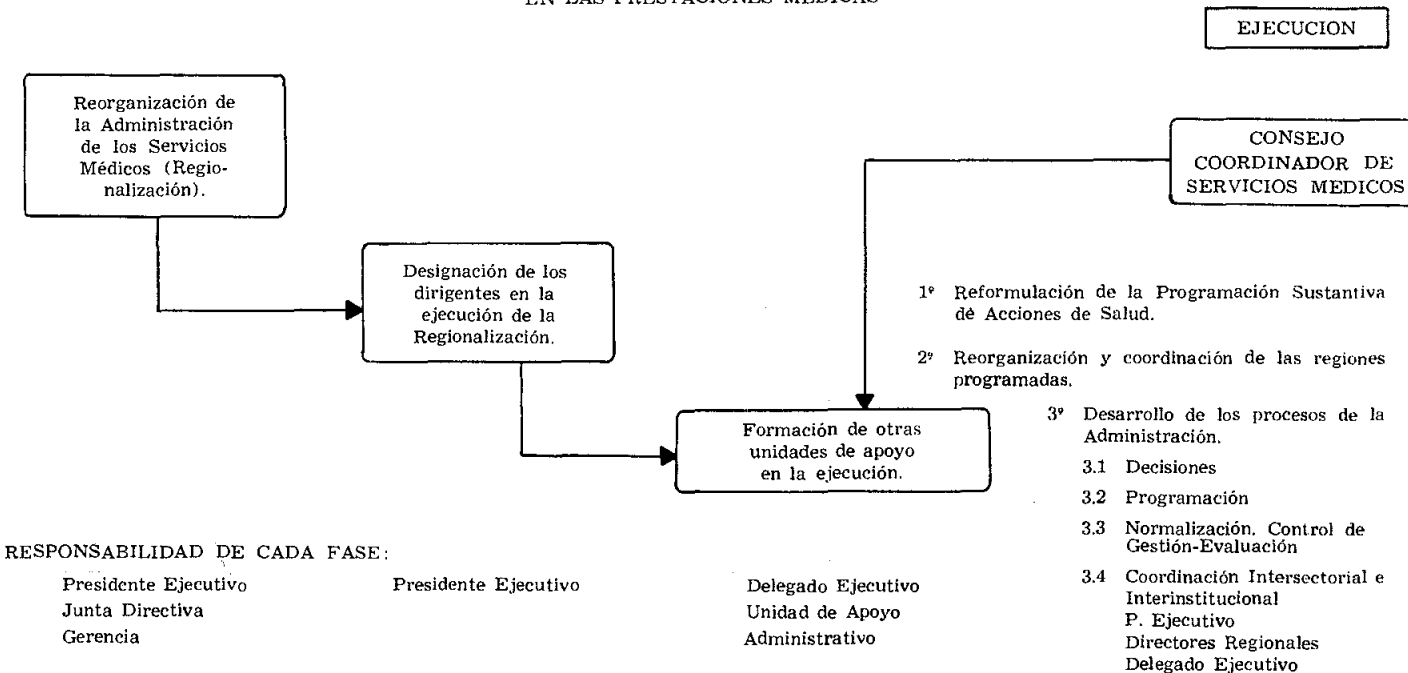 EN LAS PRESTACIONES MEDICAS
EJECUCION
Reorganización de
la Administración
de los Servicios
Médicos (Regio-
nalización).
CONSEJO
COORDINADOR DE
SERVICIOS MEDICOS
Designación de los
dirigentes en la
ejecución de la
Regionalización.
Formación de otras
unidades de apoyo
en la ejecución.
1º Reformulación de la Programación Sustantiva
de Acciones de Salud.
2º Reorganización y coordinación de las regiones
programadas.
3º Desarrollo de los procesos de la
Administración.
3.1 Decisiones
3.2 Programación
3.3 Normalización. Control de
Gestión-Evaluación
3.4 Coordinación Intersectorial e
Interinstitucional
P. Ejecutivo
Directores Regionales
Delegado Ejecutivo
RESPONSABILIDAD DE CADA FASE:
Presidente Ejecutivo
Junta Directiva
Gerencia
Presidente Ejecutivo
Delegado Ejecutivo
Unidad de Apoyo
Administrativo